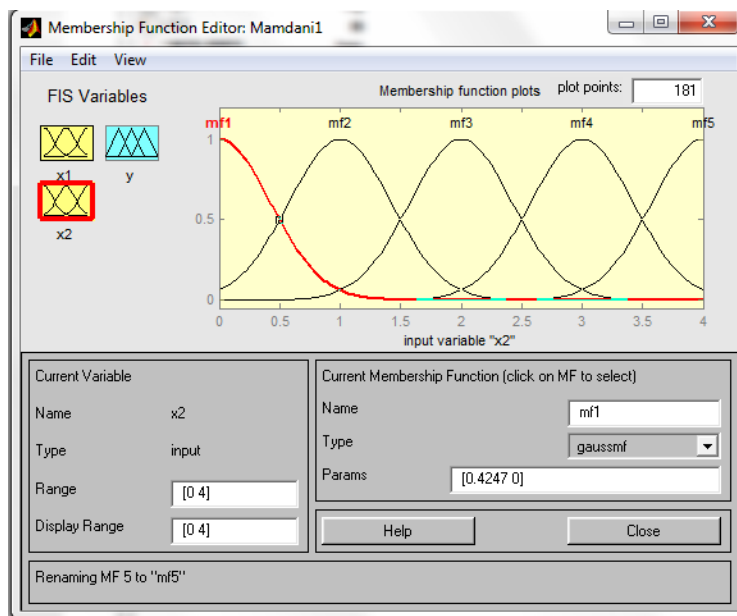 Membership Function Editor: Mamdani1
File Edit View
FIS Variables
x1
y
x2
Membership function plots
plot points:
181
mf1 mf2 mf3 mf4 mf5
1
0.5
0
0 0.5 1 1.5 2 2.5 3 3.5 4
input variable "x2"
Current Variable
Name x2
Type input
Range [0 4]
Display Range [0 4]
Current Membership Function (click on MF to select)
Name mf1
Type gaussmf
Params [0.4247 0]
Help Close
Renaming MF 5 to "mf5"